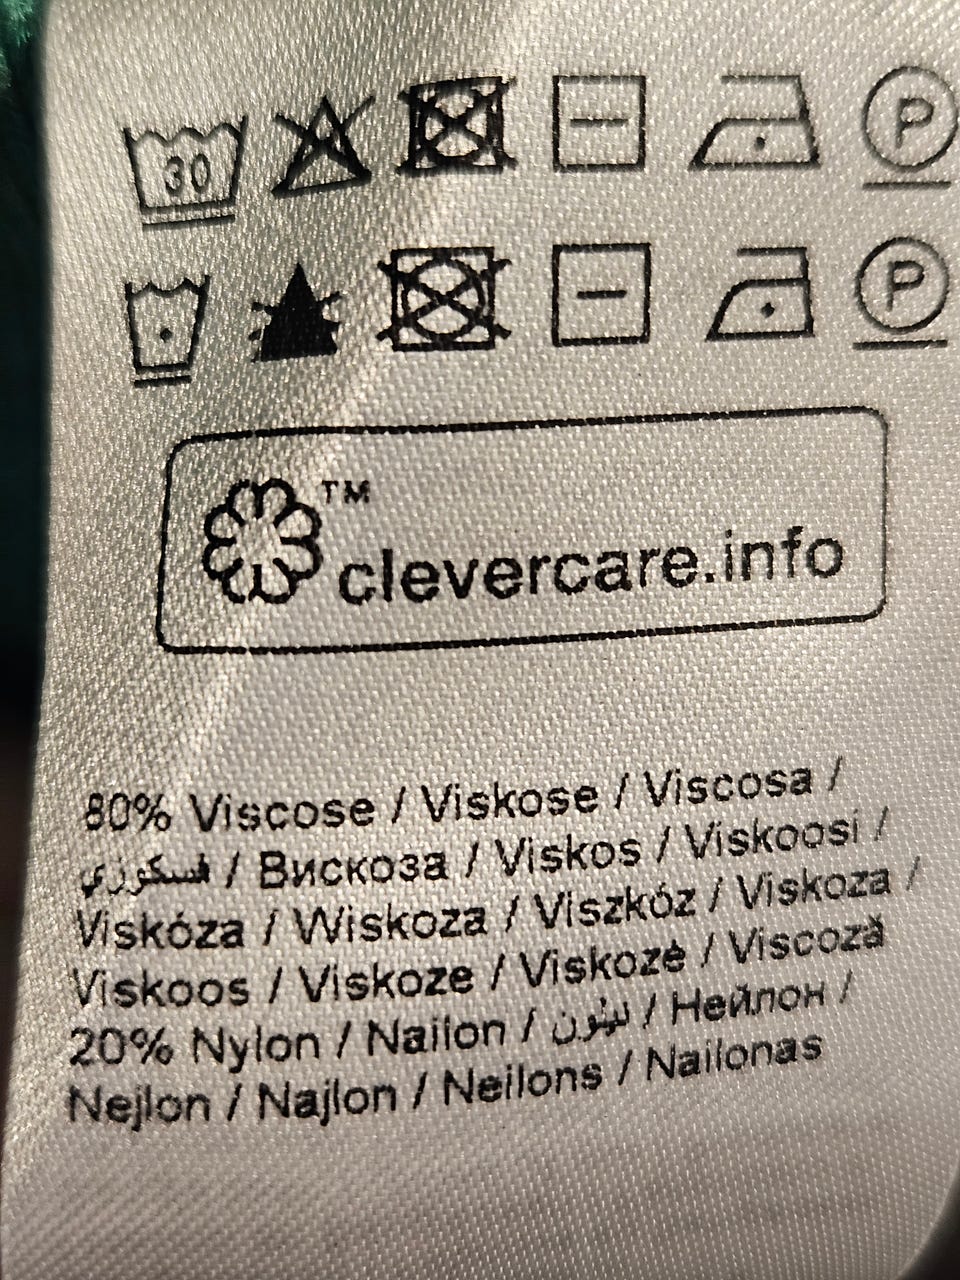 30 P
P
TM
clevercare.info
80% Viscose / Viskose / Viscosa /
فسكوزي / Вискоза / Viskos / Viskoosi /
Viskóza / Wiskoza / Viszkóz / Viskoza /
Viskoos / Viskoze / Viskozė / Viscoză
20% Nylon / Nailon / نيلون / Нейлон /
Nejlon / Najlon / Neilons / Nailonas